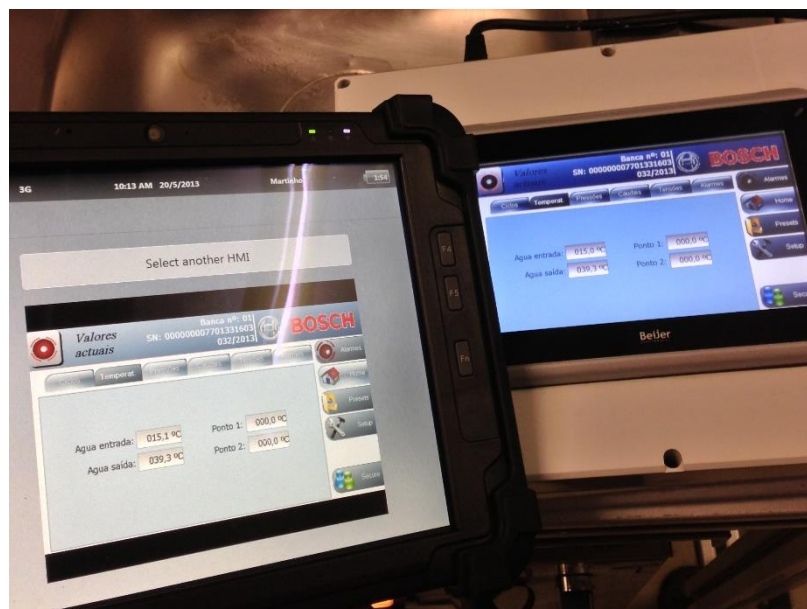 3G
10:13 AM 20/5/2013
Martinho
1:54
Select another HMI
F4
F5
Valores
actuais
Banca nº: 01
SN: 000000007701331603
032/2013
BOSCH
Alarmes
Ciclos
Temperat.
Home
Presets
Setup
Agua entrada: 015,1 ºC
Ponto 1: 000,0 ºC
Agua saída: 039,3 ºC
Ponto 2: 000,0 ºC
Valores
actuais
Banca nº: 01
SN: 000000007701331603
032/2013
BOSCH
Alarmes
Ciclos
Temperat.
Pressões
Caudais
Tensões
Alarmes
Home
Presets
Setup
Agua entrada: 015,0 ºC
Ponto 1: 000,0 ºC
Agua saída: 039,3 ºC
Ponto 2: 000,0 ºC
Beijer